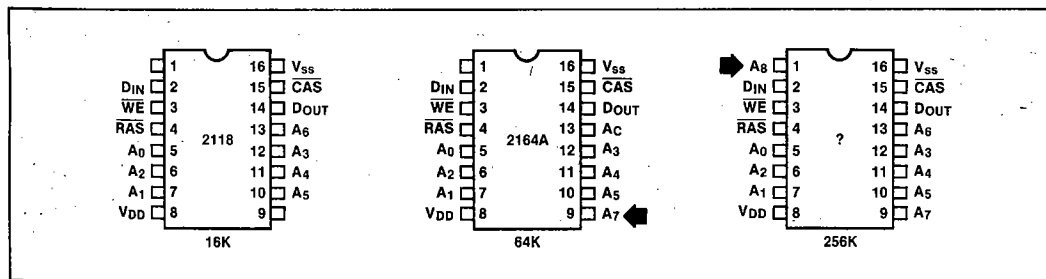 1 16 VSS
DIN 2 15 CAS
WE 3 14 DOUT
RAS 4 13 A6
2118
A0 5 12 A3
A2 6 11 A4
A1 7 10 A5
VDD 8 9
16K
1 16 VSS
DIN 2 15 CAS
WE 3 14 DOUT
RAS 4 13 AC
2164A
A0 5 12 A3
A2 6 11 A4
A1 7 10 A5
VDD 8 9 A7
64K
A8 1 16 VSS
DIN 2 15 CAS
WE 3 14 DOUT
RAS 4 13 A6
?
A0 5 12 A3
A2 6 11 A4
A1 7 10 A5
VDD 8 9 A7
256K